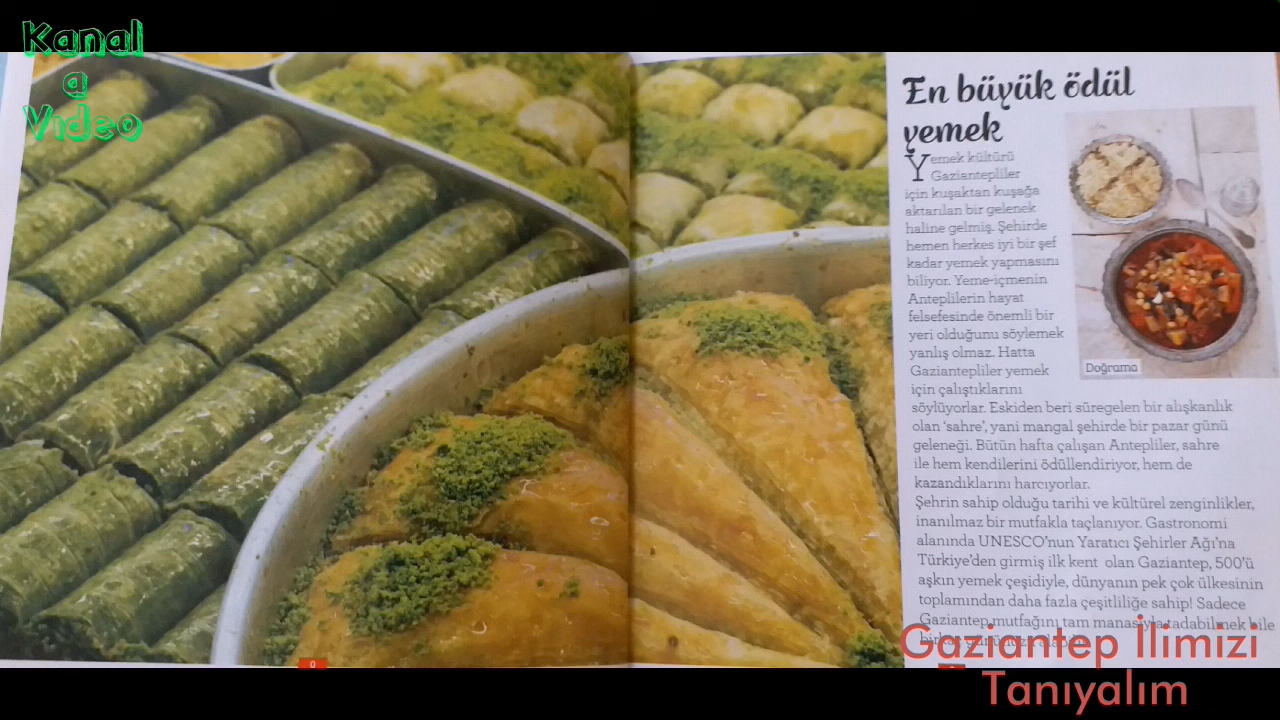 Kanal
a
Video
En büyük ödül
yemek
Yemek kültürü
Gaziantepliler
için kuşaktan kuşağa
aktarılan bir gelenek
haline gelmiş. Şehirde
hemen herkes iyi bir şef
kadar yemek yapmasını
biliyor. Yeme-içmenin
Anteplilerin hayat
felsefesinde önemli bir
yeri olduğunu söylemek
yanlış olmaz. Hatta
Gaziantepliler yemek
için çalıştıklarını
Doğrama
söylüyorlar. Eskiden beri süregelen bir alışkanlık
olan ‘sahre’, yani mangal şehirde bir pazar günü
geleneği. Bütün hafta çalışan Antepliler, sahre
ile hem kendilerini ödüllendiriyor, hem de
kazandıklarını harcıyorlar.
Şehrin sahip olduğu tarihi ve kültürel zenginlikler,
inanılmaz bir mutfakla taçlanıyor. Gastronomi
alanında UNESCO’nun Yaratıcı Şehirler Ağı’na
Türkiye’den girmiş ilk kent olan Gaziantep, 500’ü
aşkın yemek çeşidiyle, dünyanın pek çok ülkesinin
toplamından daha fazla çeşitliliğe sahip! Sadece
Gaziantep mutfağını tam manasıyla tadabilmek bile
0
Gaziantep İlimizi
Tanıyalım